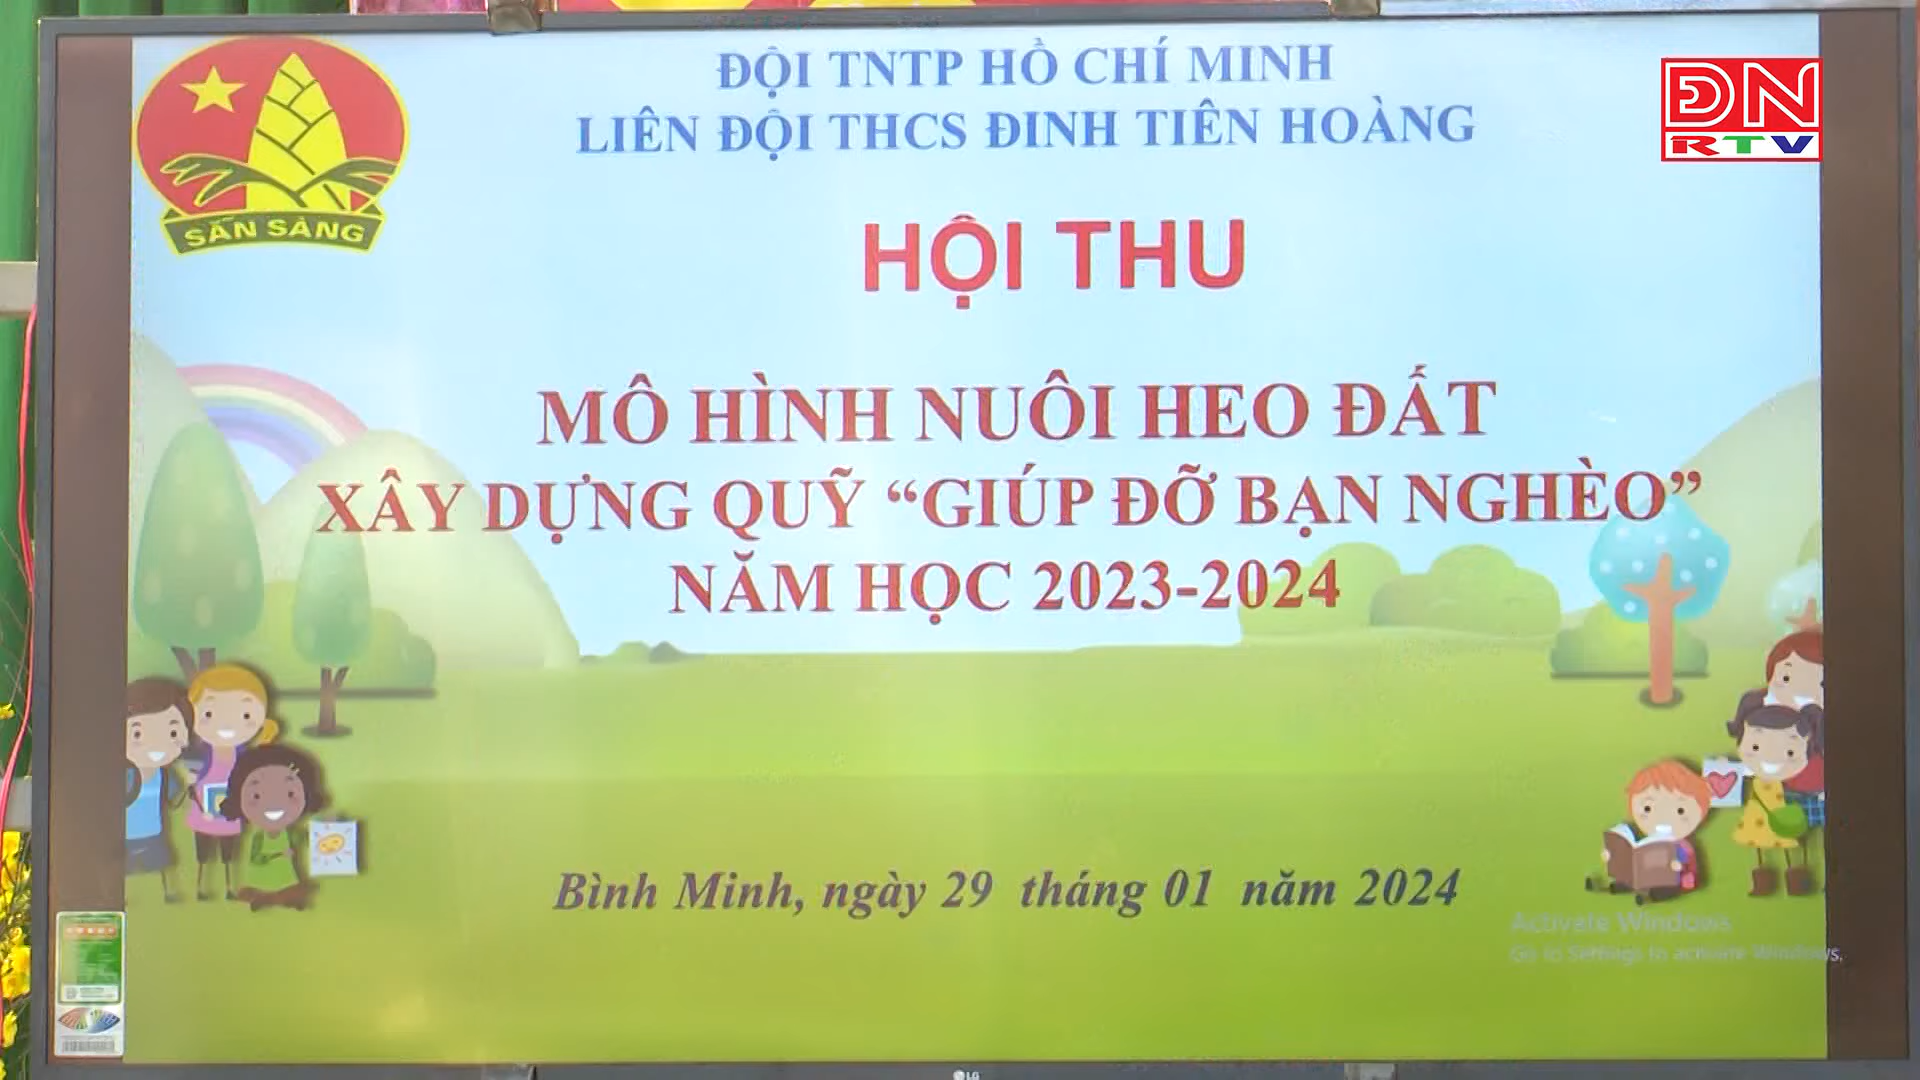 ĐỘI TNTP HỒ CHÍ MINH
LIÊN ĐỘI THCS ĐINH TIÊN HOÀNG
DN
RTV
SẴN SÀNG
HỘI THU
MÔ HÌNH NUÔI HEO ĐẤT
XÂY DỰNG QUỸ “GIÚP ĐỠ BẠN NGHÈO”
NĂM HỌC 2023-2024
Bình Minh, ngày 29 tháng 01 năm 2024
Activate Windows
Go to Settings to activate Windows.
LG